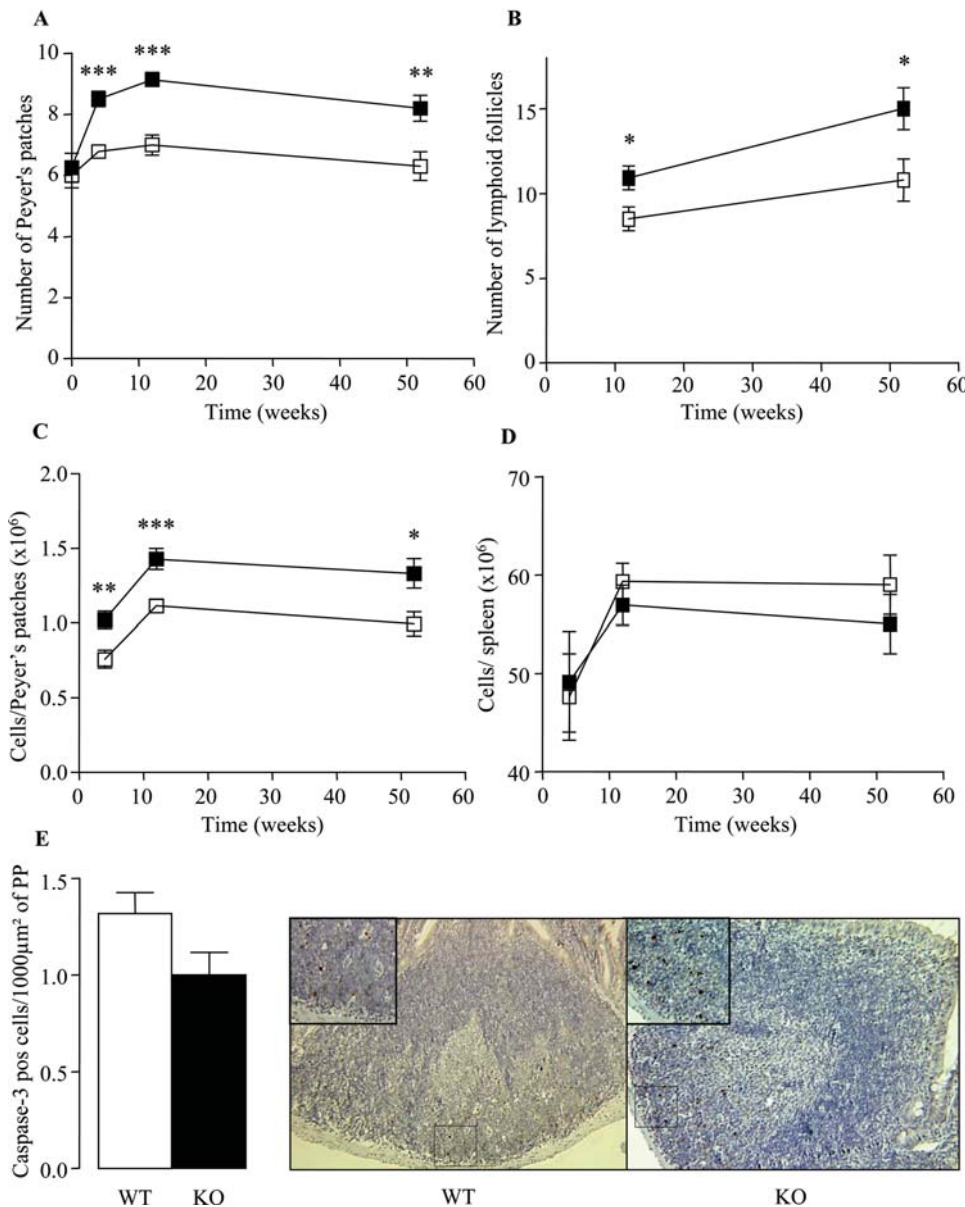 A
Number of Peyer's patches
10
8
6
4
2
0
***
***
**
0 10 20 30 40 50 60
Time (weeks)
B
Number of lymphoid follicles
15
10
5
0
*
*
0 10 20 30 40 50 60
Time (weeks)
C
Cells/Peyer's patches (x10⁶)
2.0
1.5
1.0
0.5
0.0
**
***
*
0 10 20 30 40 50 60
Time (weeks)
D
Cells/ spleen (x10⁶)
70
60
50
40
0 10 20 30 40 50 60
Time (weeks)
E
Caspase-3 pos cells/1000µm² of PP
1.5
1.0
0.5
0.0
WT KO
WT KO